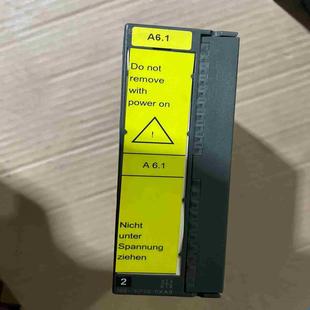 A6.1
Do not
remove
with
power on
A 6.1
Nicht
unter
Spannung
ziehen
2